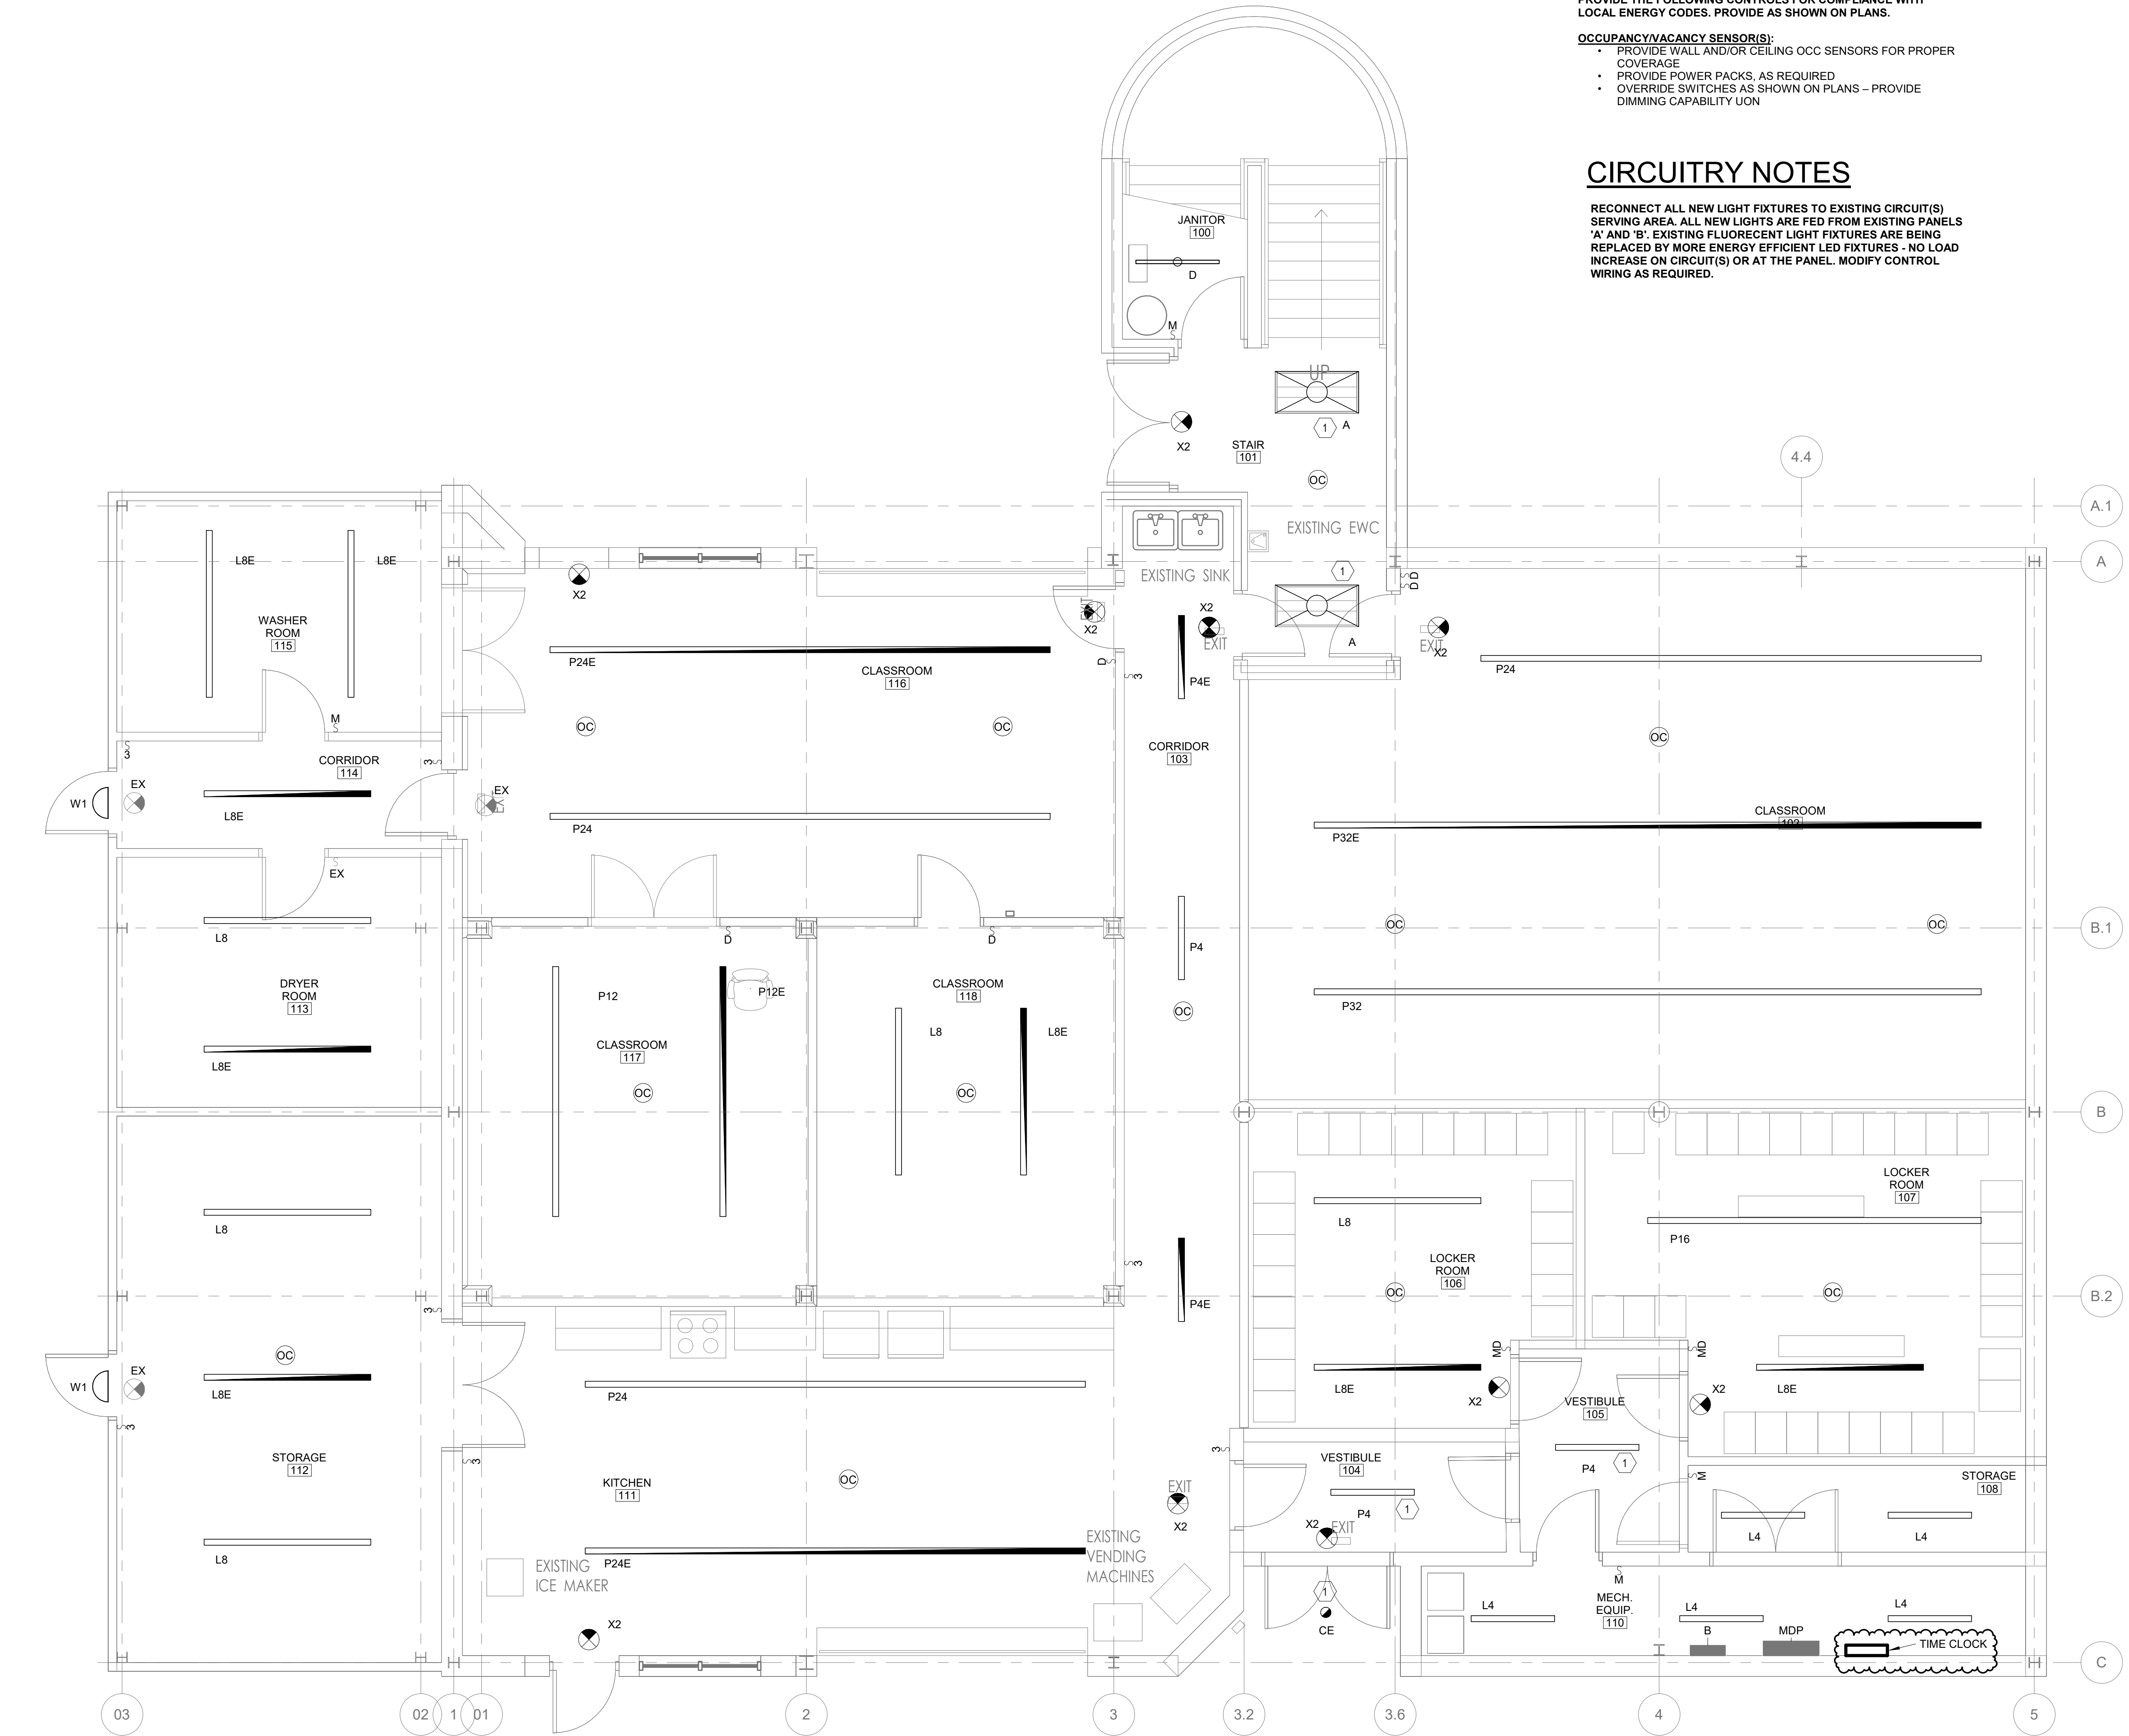 PROVIDE THE FOLLOWING CONTROLS FOR COMPLIANCE WITH
LOCAL ENERGY CODES. PROVIDE AS SHOWN ON PLANS.
OCCUPANCY/VACANCY SENSOR(S):
• PROVIDE WALL AND/OR CEILING OCC SENSORS FOR PROPER
COVERAGE
• PROVIDE POWER PACKS, AS REQUIRED
• OVERRIDE SWITCHES AS SHOWN ON PLANS – PROVIDE
DIMMING CAPABILITY UON
CIRCUITRY NOTES
RECONNECT ALL NEW LIGHT FIXTURES TO EXISTING CIRCUIT(S)
SERVING AREA. ALL NEW LIGHTS ARE FED FROM EXISTING PANELS
'A' AND 'B'. EXISTING FLUORECENT LIGHT FIXTURES ARE BEING
REPLACED BY MORE ENERGY EFFICIENT LED FIXTURES - NO LOAD
INCREASE ON CIRCUIT(S) OR AT THE PANEL. MODIFY CONTROL
WIRING AS REQUIRED.
JANITOR
100
D
M
S
UP
1 A
X2
STAIR
101
OC
4.4
A.1
EXISTING EWC
A
EXISTING SINK
1
S D
S D
L8E
L8E
X2
X2
X2
EXIT
EXIT
X2
A
WASHER
ROOM
115
P24E
CLASSROOM
116
D S
S 3
P4E
P24
OC
OC
OC
M
S
S
3
CORRIDOR
114
3 S
CORRIDOR
103
EX
W1
L8E
EX
P24
CLASSROOM
102
P32E
S
EX
L8
S
D
S
D
P4
OC
OC
B.1
DRYER
ROOM
113
P12
P12E
CLASSROOM
118
OC
P32
L8
L8E
CLASSROOM
117
L8E
OC
OC
B
LOCKER
ROOM
107
L8
L8
P16
LOCKER
ROOM
106
S 3
OC
OC
B.2
3 S
P4E
OC
MD S
S MD
EX
W1
L8E
P24
L8E
X2
VESTIBULE
105
X2
L8E
S 3
STORAGE
112
S 3
3 S
VESTIBULE
104
P4
1
S M
STORAGE
108
KITCHEN
111
OC
EXIT
X2
P4
1
X2
EXIT
L4
L4
L8
P24E
EXISTING
ICE MAKER
EXISTING
VENDING
MACHINES
1
CE
S
M
MECH.
EQUIP.
110
L4
L4
L4
X2
B
MDP
TIME CLOCK
C
03
02
1
01
2
3
3.2
3.6
4
5